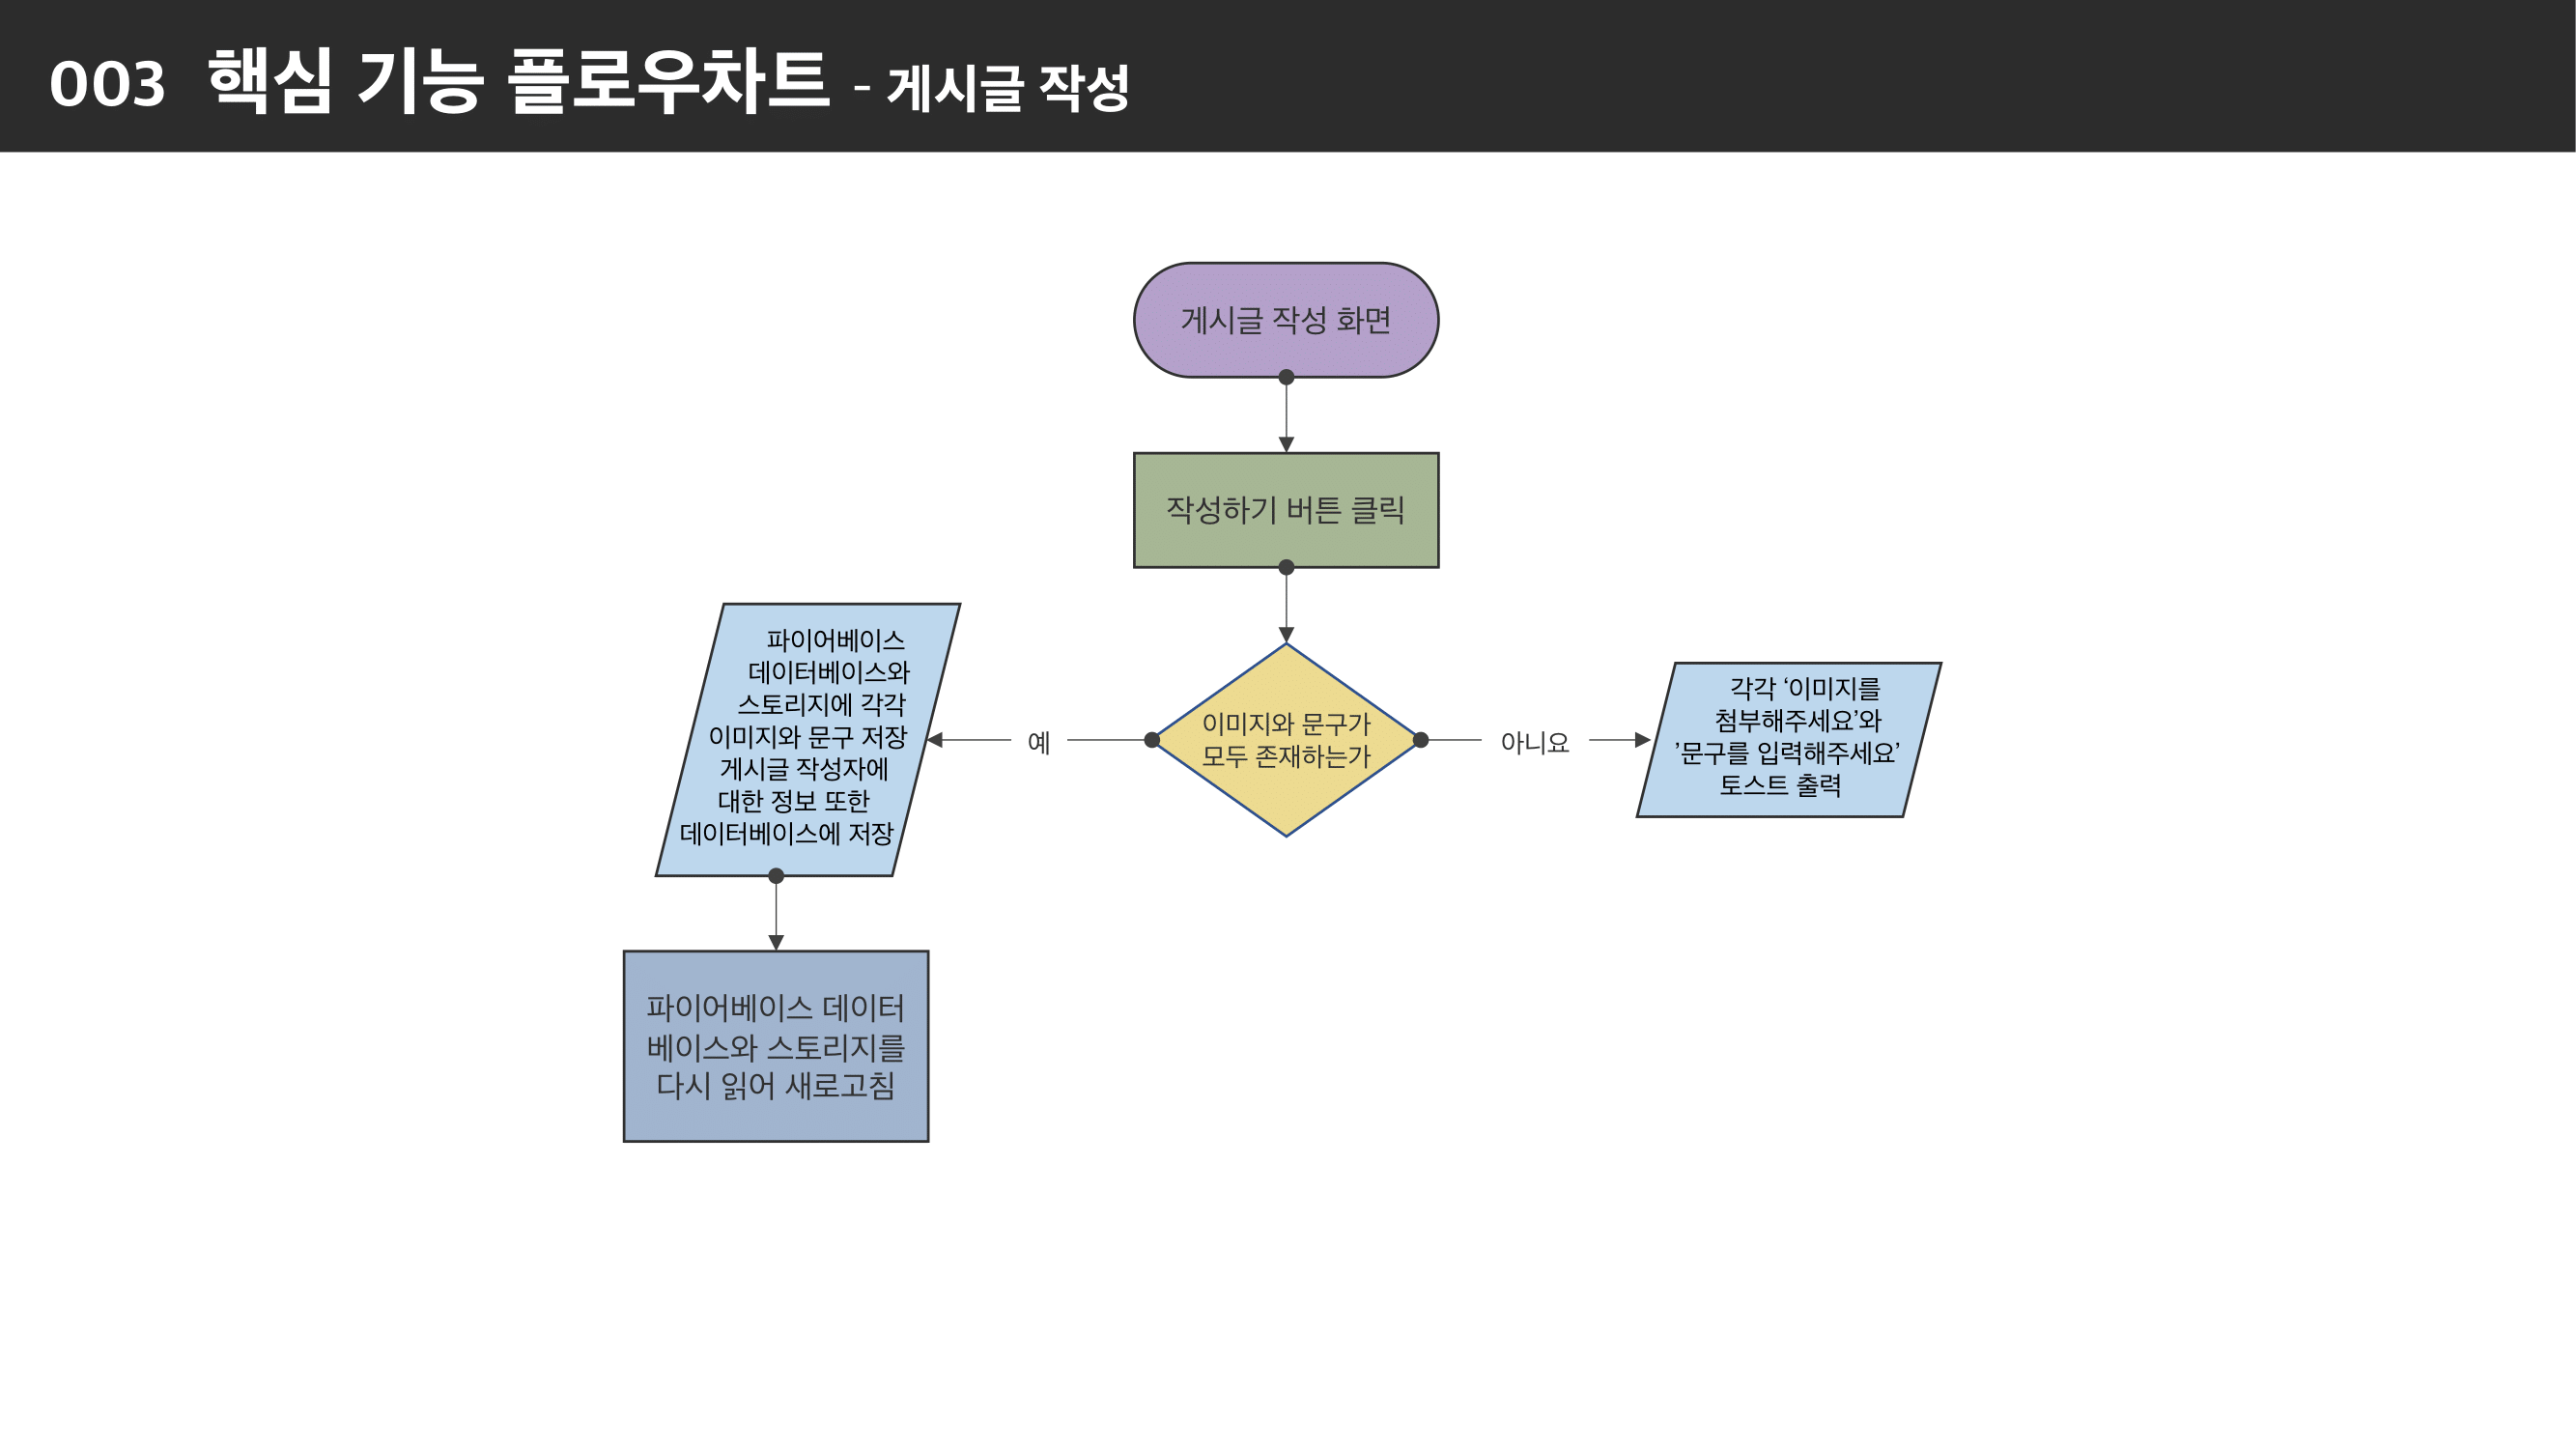 003 핵심 기능 플로우차트 - 게시글 작성
게시글 작성 화면
작성하기 버튼 클릭
이미지와 문구가
모두 존재하는가
예
파이어베이스
데이터베이스와
스토리지에 각각
이미지와 문구 저장
게시글 작성자에
대한 정보 또한
데이터베이스에 저장
파이어베이스 데이터
베이스와 스토리지를
다시 읽어 새로고침
아니요
각각 ‘이미지를
첨부해주세요’와
’문구를 입력해주세요’
토스트 출력